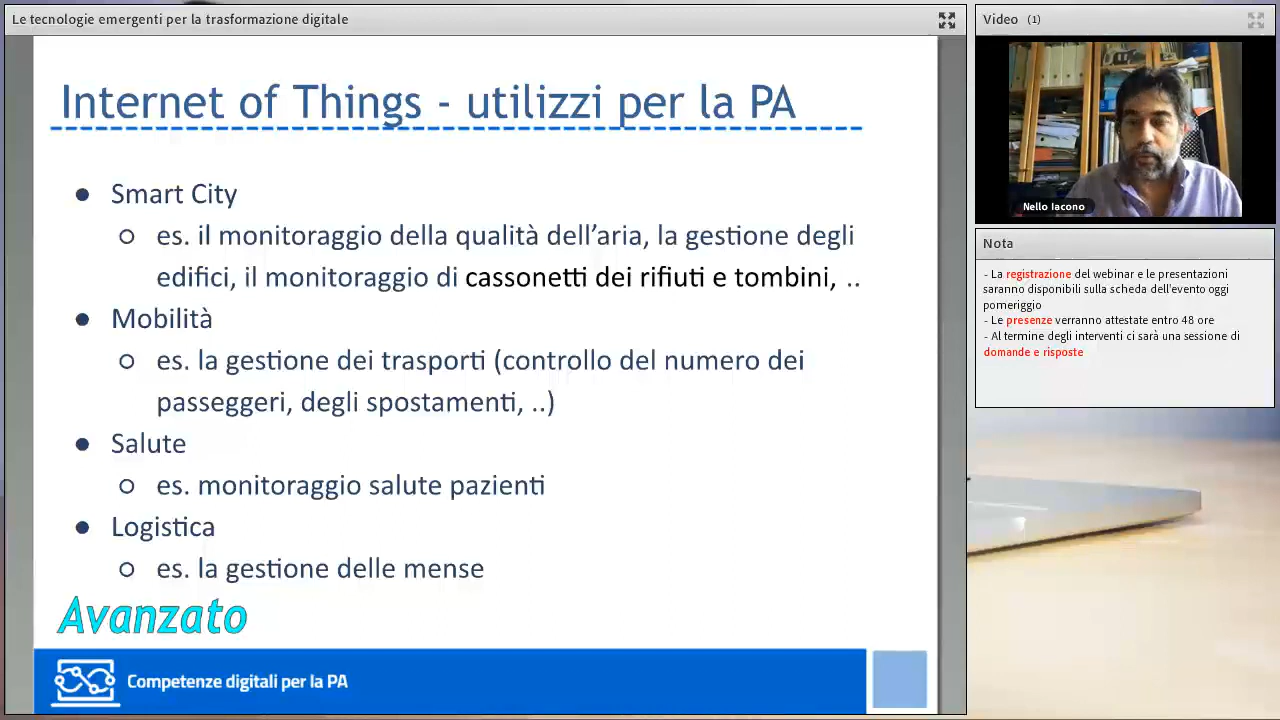 Le tecnologie emergenti per la trasformazione digitale
Internet of Things - utilizzi per la PA
● Smart City
○ es. il monitoraggio della qualità dell’aria, la gestione degli
edifici, il monitoraggio di cassonetti dei rifiuti e tombini, ..
● Mobilità
○ es. la gestione dei trasporti (controllo del numero dei
passeggeri, degli spostamenti, ..)
● Salute
○ es. monitoraggio salute pazienti
● Logistica
○ es. la gestione delle mense
Avanzato
Competenze digitali per la PA
Video (1)
Nello Iacono
Nota
- La registrazione del webinar e le presentazioni
saranno disponibili sulla scheda dell'evento oggi
pomeriggio
- Le presenze verranno attestate entro 48 ore
- Al termine degli interventi ci sarà una sessione di
domande e risposte